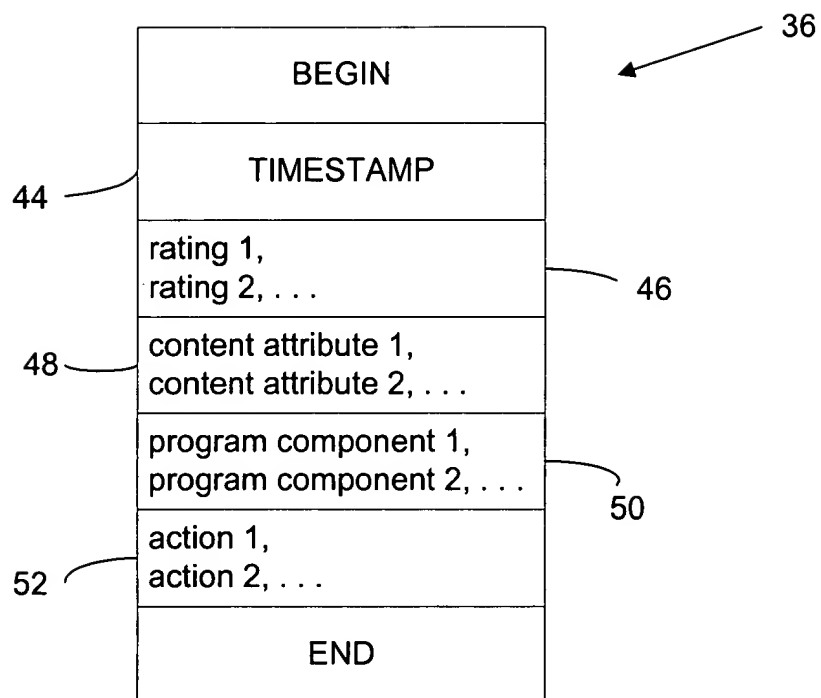 36
BEGIN
TIMESTAMP
44
rating 1,
rating 2, . . .
46
content attribute 1,
content attribute 2, . . .
48
program component 1,
program component 2, . . .
50
action 1,
action 2, . . .
52
END